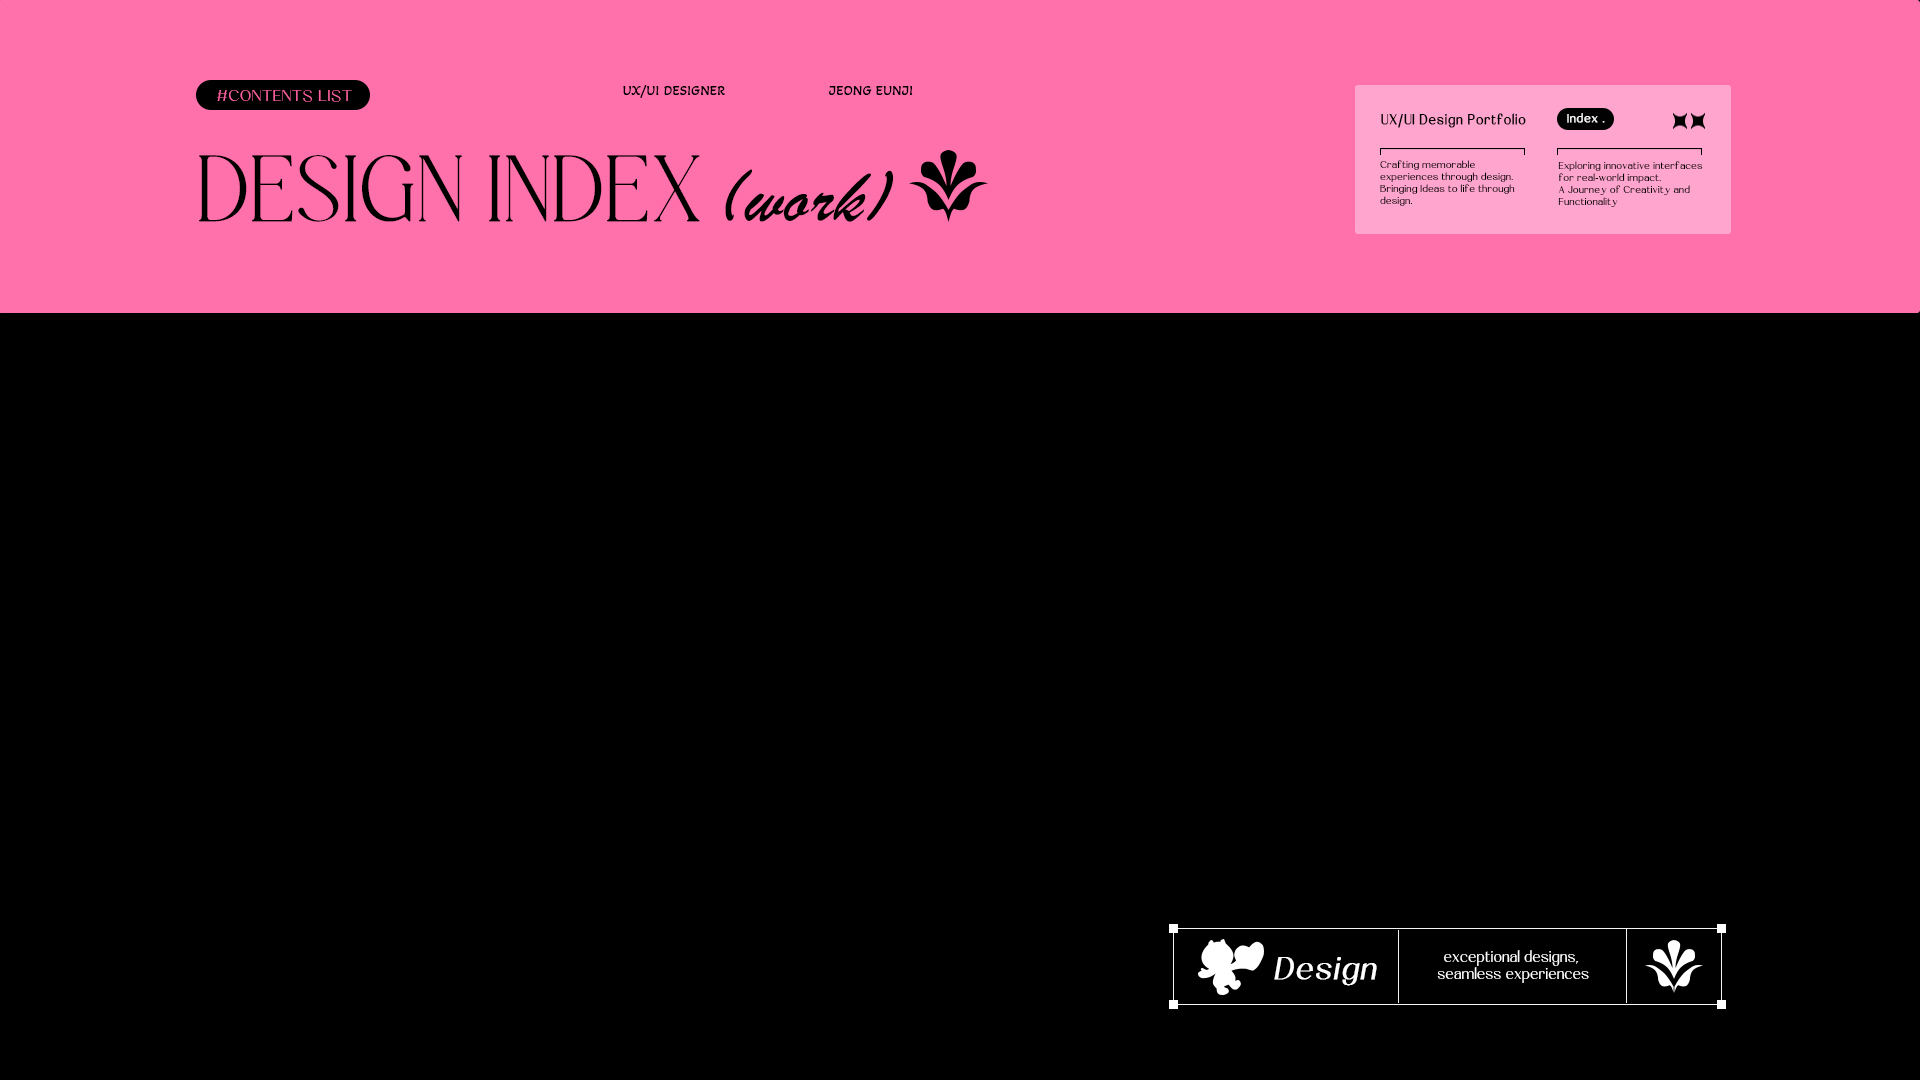 #CONTENTS LIST
UX/UI DESIGNER
JEONG EUNJI
DESIGN INDEX (work)
UX/UI Design Portfolio
Index .
Crafting memorable
experiences through design.
Bringing Ideas to life through
design.
Exploring innovative interfaces
for real-world impact.
A Journey of Creativity and
Functionality
Design
exceptional designs,
seamless experiences